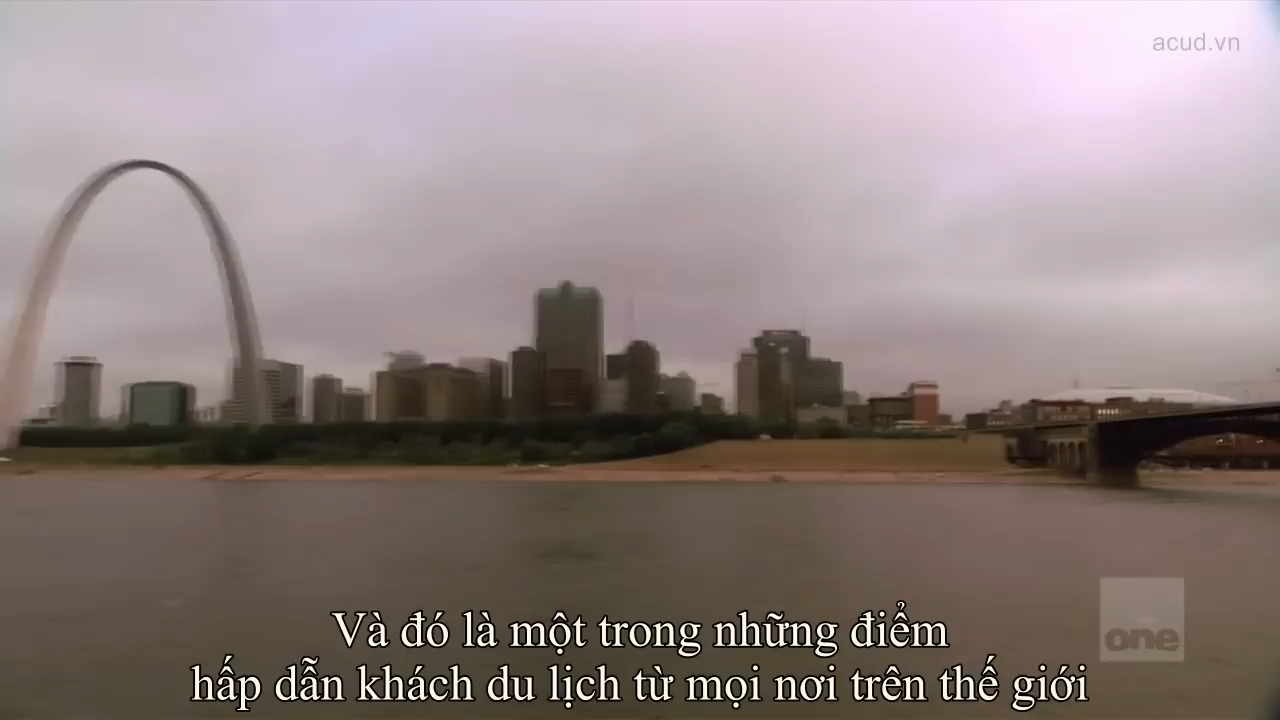 acud.vn
one
Và đó là một trong những điểm
hấp dẫn khách du lịch từ mọi nơi trên thế giới